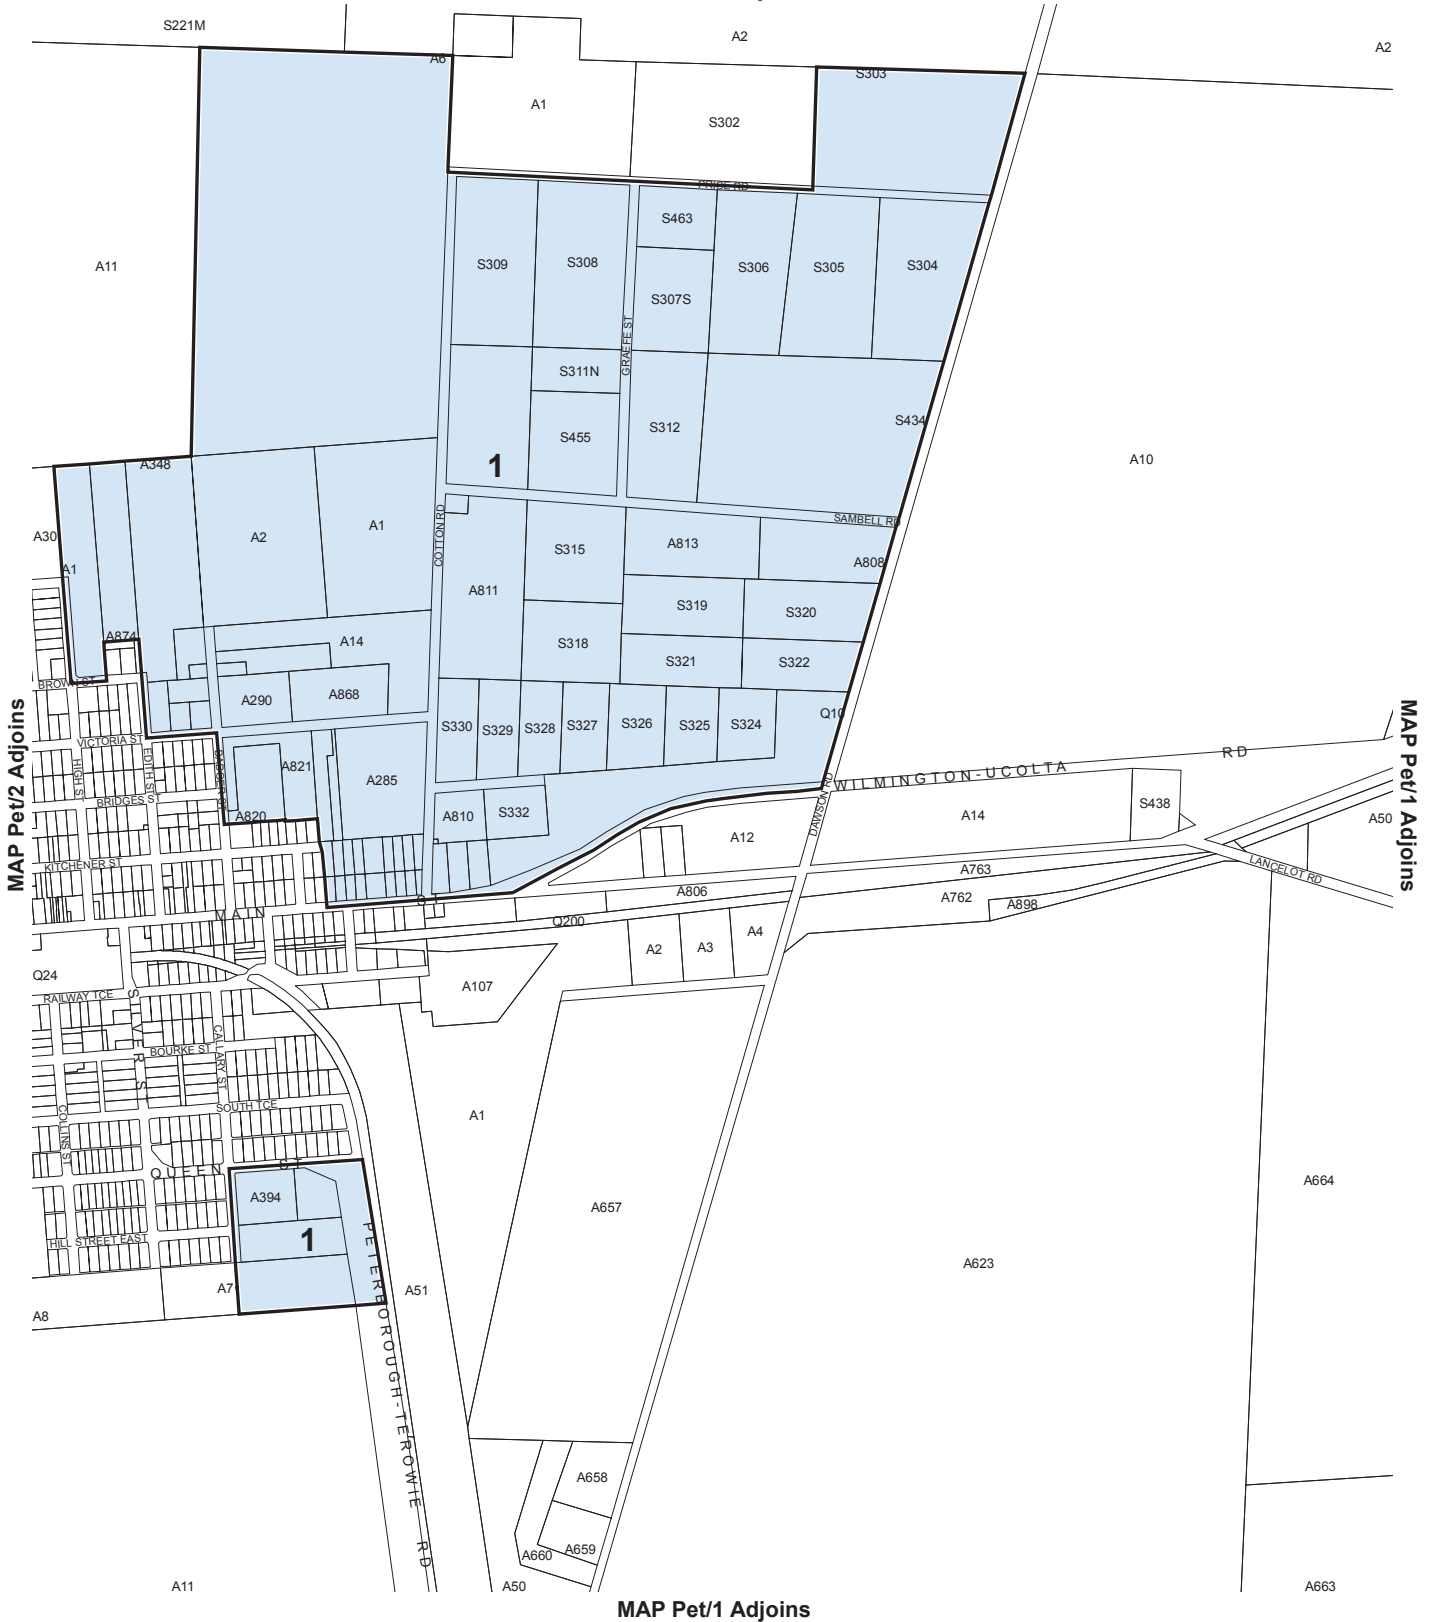 S221M
A2
A2
A6
S303
A1
S302
PRICE RD
S463
A11
S309
S308
S306
S305
S304
S307S
GRAEFE ST
S311N
S434
S312
S455
A10
1
A348
COTTON RD
SAMBELL RD
A30
A2
A1
S315
A813
A808
A1
A811
S319
S320
A874
A14
S318
S321
S322
BROWN ST
A290
A868
Q10
S330
S329
S328
S327
S326
S325
S324
MAP Pet/2 Adjoins
MAP Pet/1 Adjoins
VICTORIA ST
HIGH ST
EDITH ST
BADGER ST
A821
A285
WILMINGTON-UCOLTA RD
DAWSON RD
BRIDGES ST
A820
A810
S332
A14
S438
A50
A12
KITCHENER ST
A763
LANCELOT RD
A806
A762
A898
MAIN ST
Q200
A4
A2
A3
Q24
A107
RAILWAY TCE
SILVER ST
CALLARY ST
BOURKE ST
SOUTH TCE
COLLINS ST
A1
QUEEN ST
A394
A657
A664
HILL STREET EAST
1
PETERBOROUGH-TEROWIE RD
A623
A7
A51
A8
A658
A659
A660
A11
A50
A663
MAP Pet/1 Adjoins